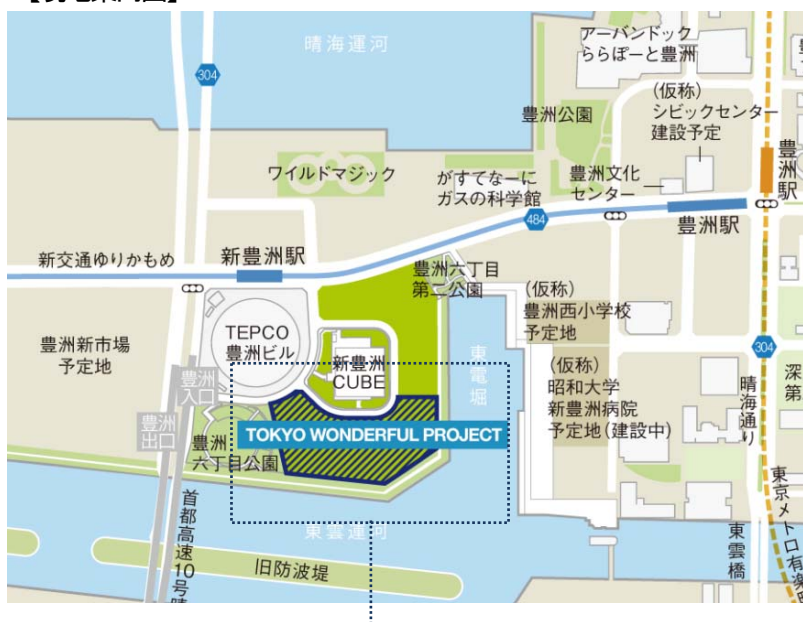 晴海運河
304
アーバンドック
ららぽーと豊洲
(仮称)
シビックセンター
建設予定
豊洲公園
豊洲駅
ワイルドマジック
がすてなーに
ガスの科学館
豊洲文化
センター
484
豊洲駅
新交通ゆりかもめ
新豊洲駅
豊洲六丁目
第二公園
(仮称)
豊洲西小学校
予定地
豊洲新市場
予定地
TEPCO
豊洲ビル
新豊洲
CUBE
東電堀
304
(仮称)
昭和大学
新豊洲病院
予定地(建設中)
晴海通り
深
第
豊洲
入口
豊洲
出口
豊洲
六丁目公園
TOKYO WONDERFUL PROJECT
首都高速10号
東雲運河
旧防波堤
東雲橋
東京メトロ有楽